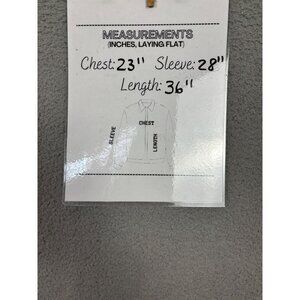 MEASUREMENTS
(INCHES, LAYING FLAT)
Chest: 23" Sleeve: 28"
Length: 36"
SLEEVE
CHEST
LENGTH